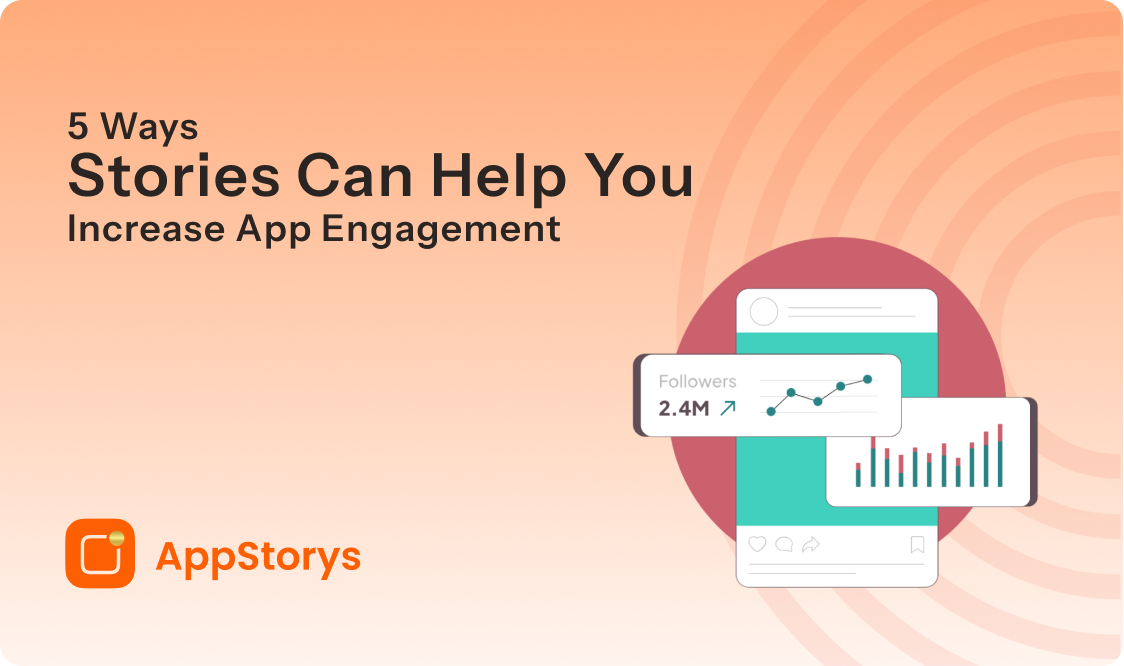 5 Ways
Stories Can Help You
Increase App Engagement
Followers
2.4M
AppStorys